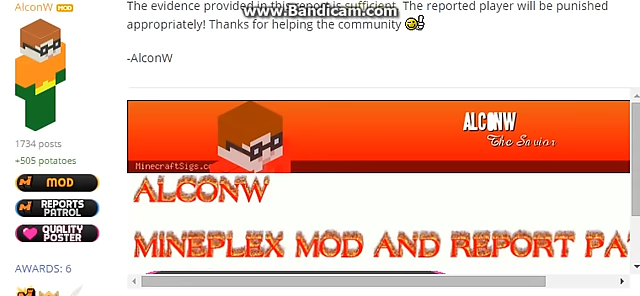 AlconW MOD
The evidence provided in this report is sufficient. The reported player will be punished
www.Bandicam.com
appropriately! Thanks for helping the community
-AlconW
1734 posts
+505 potatoes
MOD
REPORTS
PATROL
QUALITY
POSTER
AWARDS: 6
ALCONW
The Savior
MinecraftSigs.co
ALCONW
MINEPLEX MOD AND REPORT PA